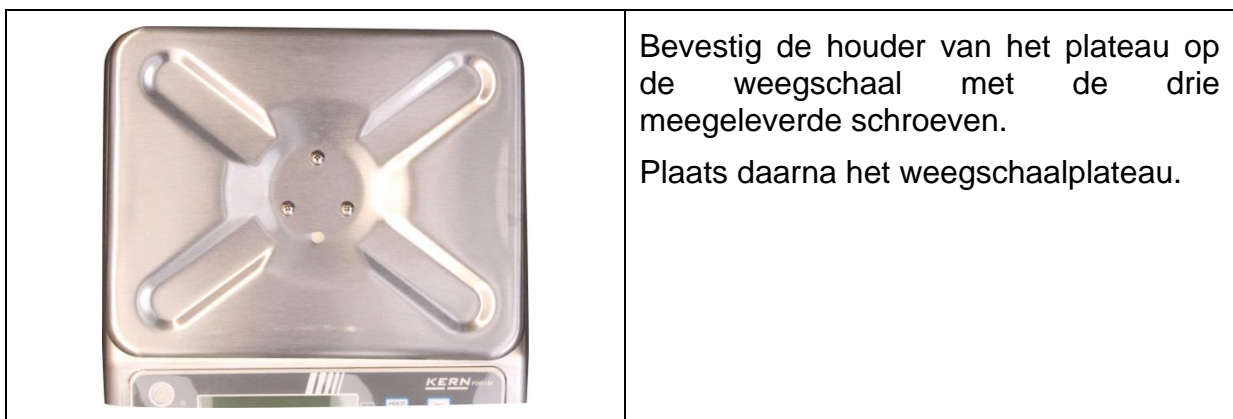 Bevestig de houder van het plateau op
de weegschaal met de drie
meegeleverde schroeven.
Plaats daarna het weegschaalplateau.
KERN
HOLD